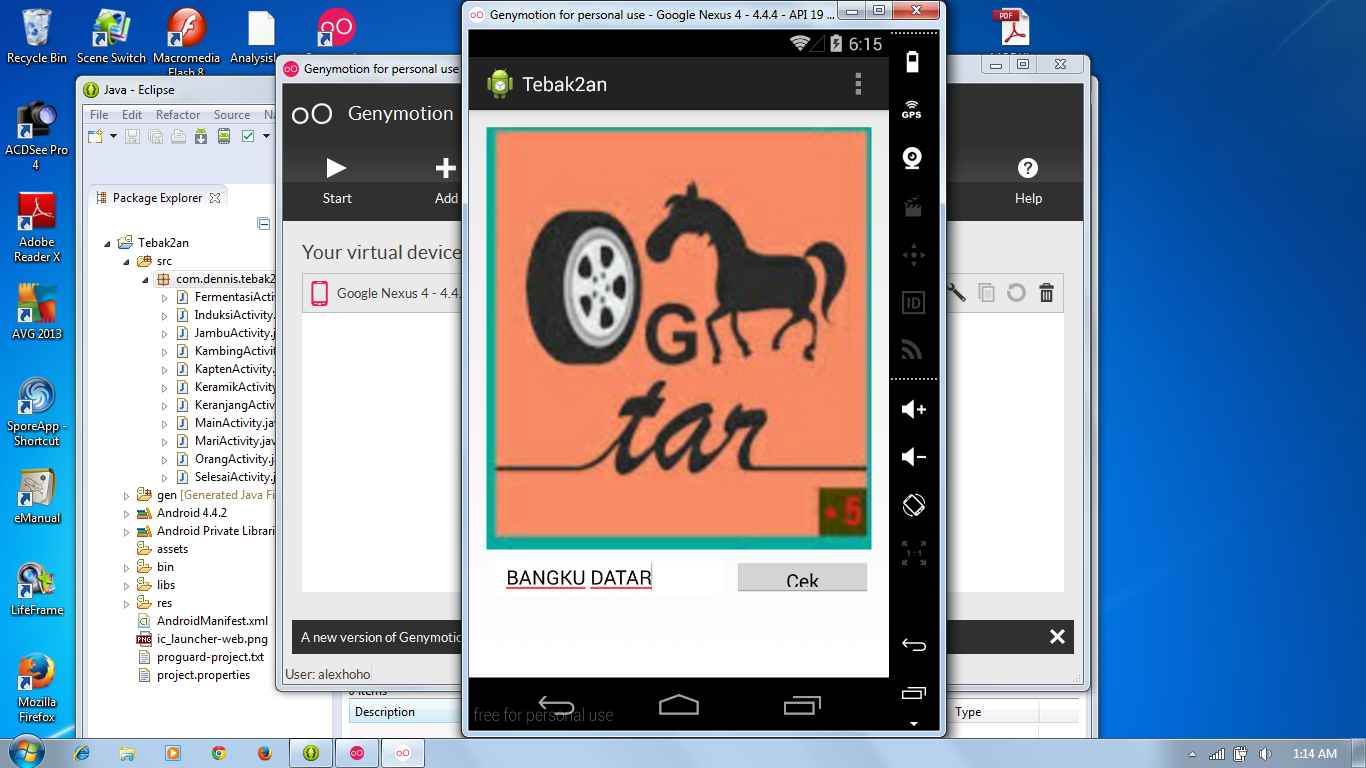 Genymotion for personal use - Google Nexus 4 - 4.4.4 - API 19 ...
6:15
Tebak2an
G
tar
BANGKU DATAR
Cek
free for personal use
GPS
ID
1:1
Recycle Bin
Scene Switch
Macromedia
Flash 8
ACDSee Pro
4
Adobe
Reader X
AVG 2013
SporeApp -
Shortcut
eManual
LifeFrame
Mozilla
Firefox
PDF
Genymotion for personal use
Genymotion
Start
Add
Help
Your virtual device
Google Nexus 4 - 4.4.
A new version of Genymotic
User: alexhoho
Java - Eclipse
File Edit Refactor Source Na
Package Explorer
Tebak2an
src
com.dennis.tebak2
FermentasiActi
InduksiActivity.
JambuActivity.
KambingActivity
KaptenActivity.
KeramikActivity
KeranjangActiv
MainActivity.jav
MariActivity.jav
OrangActivity.j
SelesaiActivity.j
gen [Generated Java Fi
Android 4.4.2
Android Private Librari
assets
bin
libs
res
AndroidManifest.xml
ic_launcher-web.png
proguard-project.txt
project.properties
0 items
Description
Type
1:14 AM